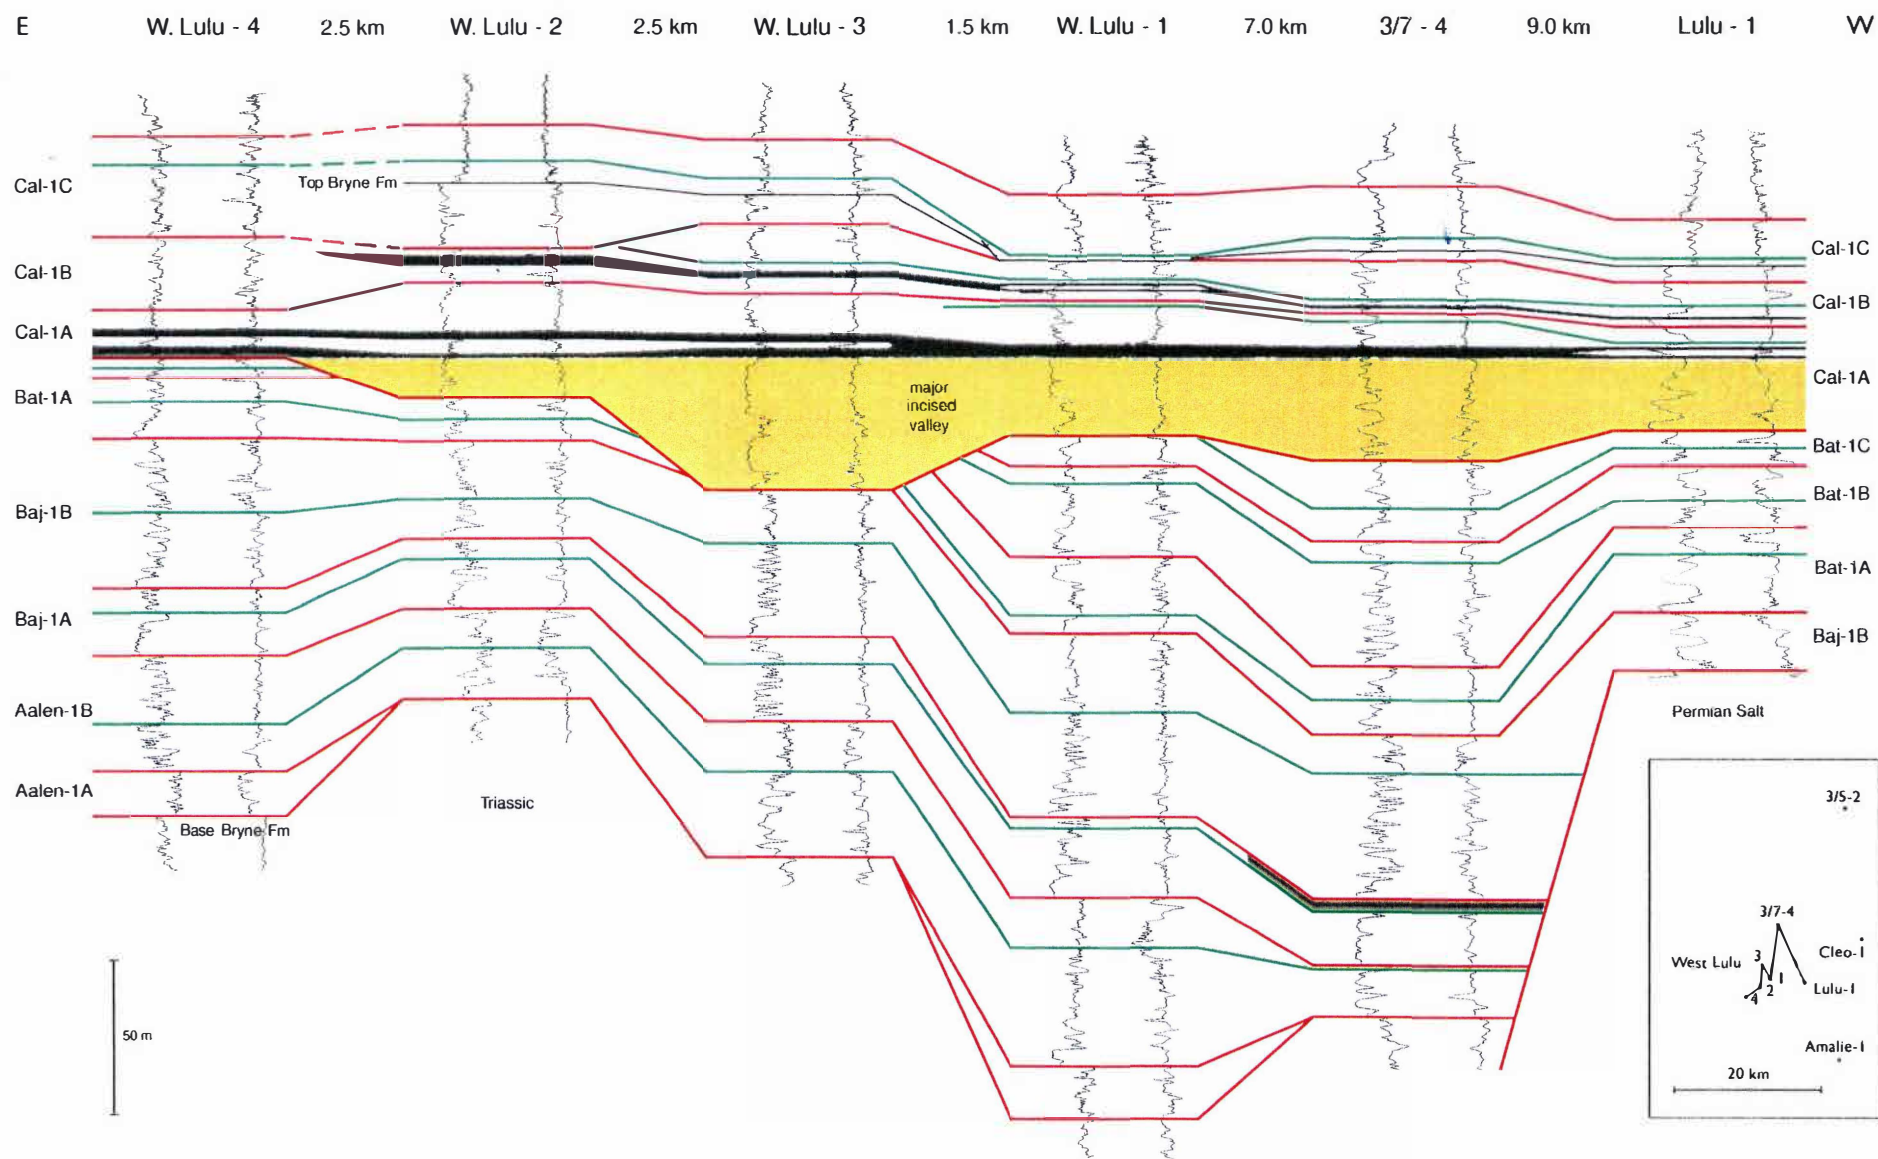 E W. Lulu - 4 2.5 km W. Lulu - 2 2.5 km W. Lulu - 3 1.5 km W. Lulu - 1 7.0 km 3/7 - 4 9.0 km Lulu - 1 W
Cal-1C
Top Bryne Fm
Cal-1B
Cal-1A
Bat-1A
Baj-1B
Baj-1A
Aalen-1B
Aalen-1A
Base Bryne Fm
Triassic
50 m
major
incised
valley
Cal-1C
Cal-1B
Cal-1A
Bat-1C
Bat-1B
Bat-1A
Baj-1B
Permian Salt
3/5-2
3/7-4
West Lulu
3
1
2
4
Cleo-1
Lulu-1
Amalie-1
20 km